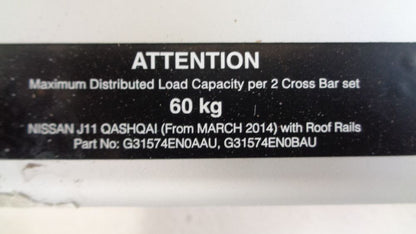 ATTENTION
Maximum Distributed Load Capacity per 2 Cross Bar set
60 kg
NISSAN J11 QASHQAI (From MARCH 2014) with Roof Rails
Part No: G31574EN0AAU, G31574EN0BAU